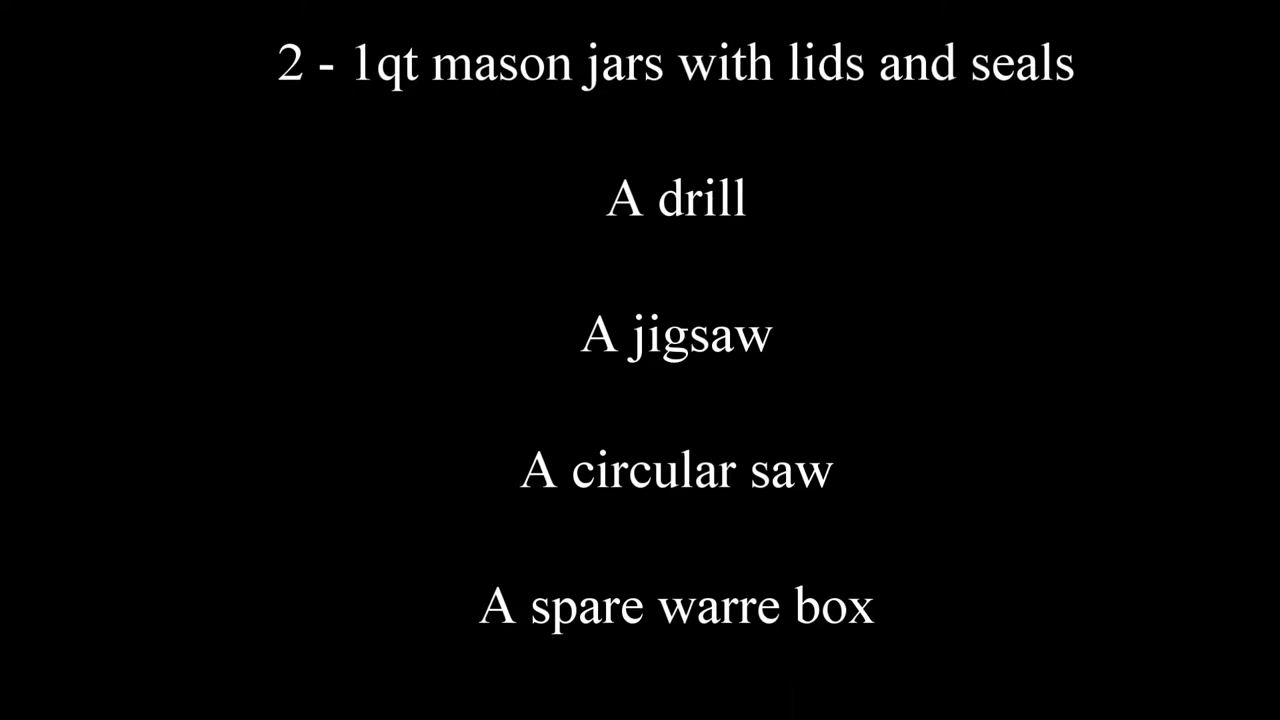 2 - 1qt mason jars with lids and seals
A drill
A jigsaw
A circular saw
A spare warre box